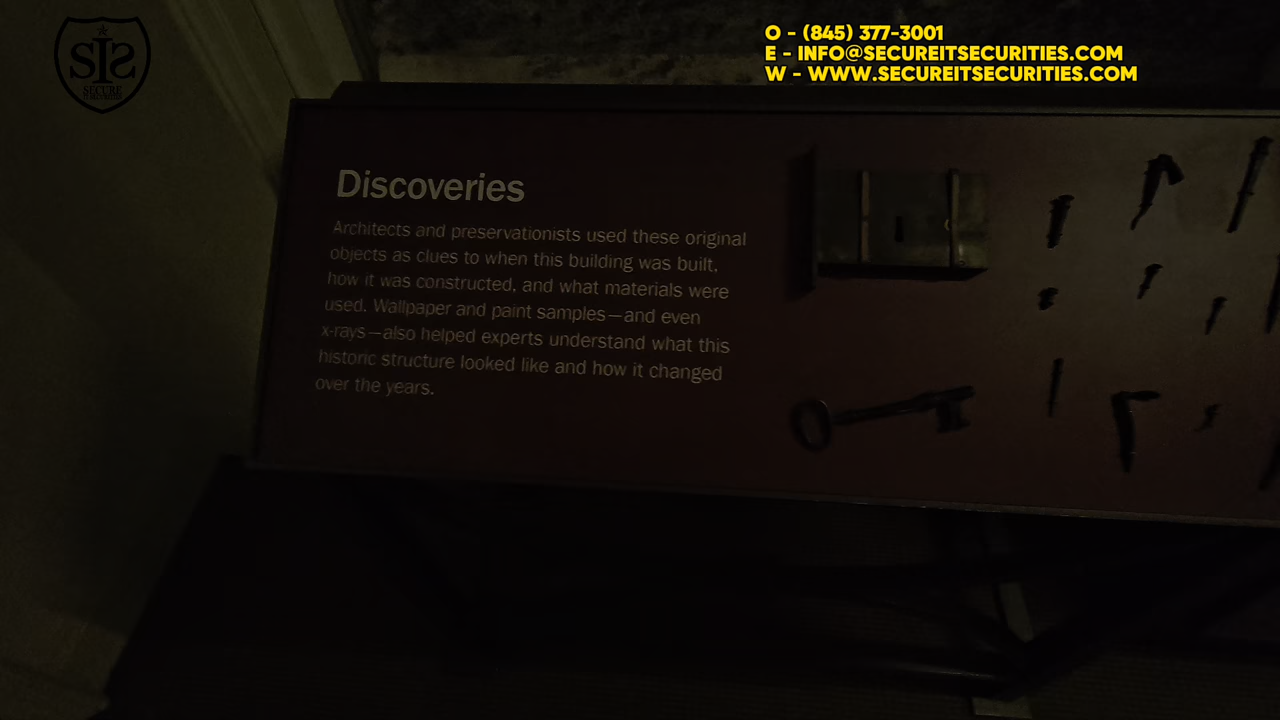 SIS
SECURE
O - (845) 377-3001
E - INFO@SECUREITSECURITIES.COM
W - WWW.SECUREITSECURITIES.COM
Discoveries
Architects and preservationists used these original
objects as clues to when this building was built,
how it was constructed, and what materials were
used. Wallpaper and paint samples—and even
x-rays—also helped experts understand what this
historic structure looked like and how it changed
over the years.